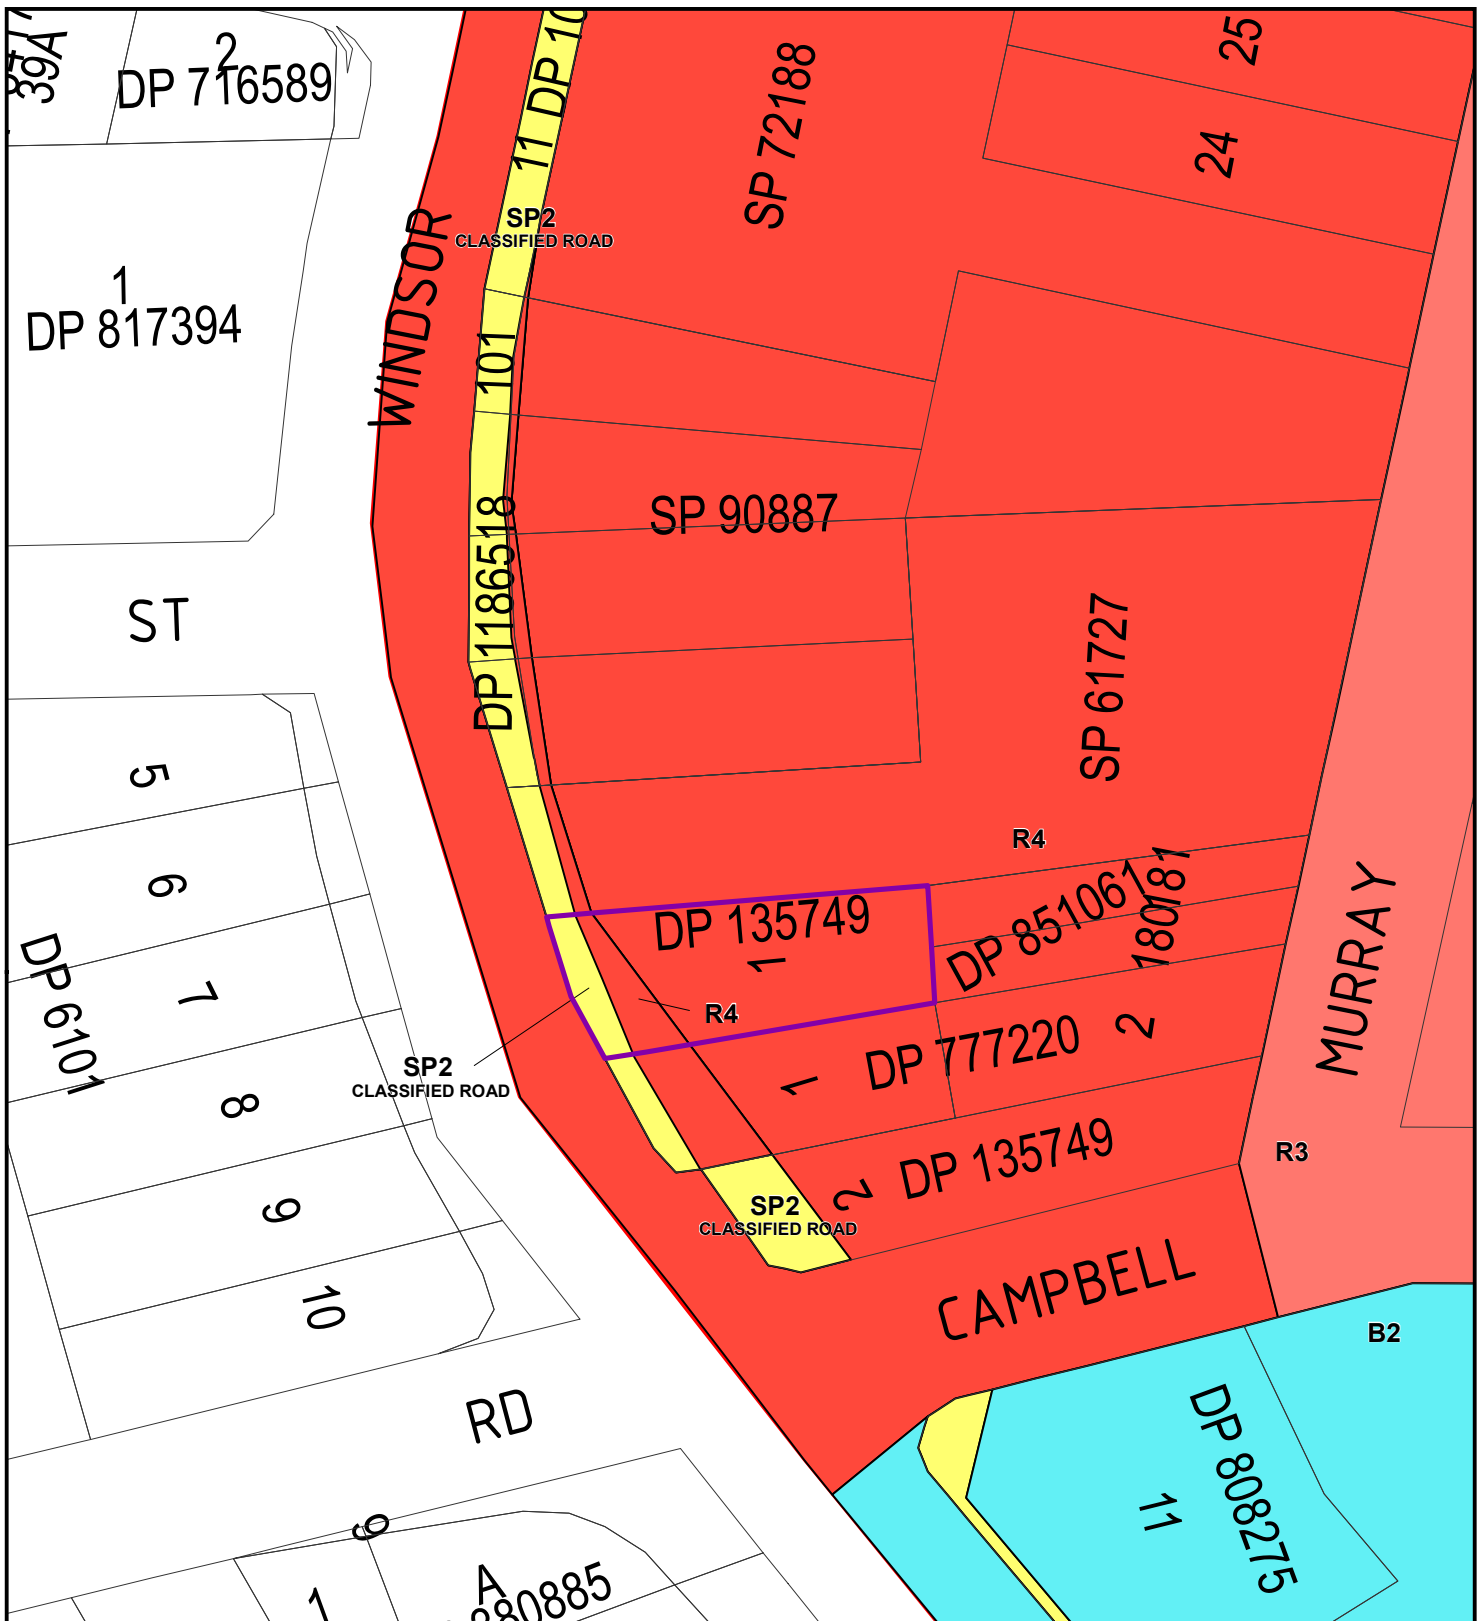 39A
2
DP 716589
11 DP 10
SP 72188
25
24
SP2
CLASSIFIED ROAD
1
DP 817394
WINDSOR
101
DP 1186518
SP 90887
ST
SP 61727
5
6
7
8
9
10
DP 6101
R4
DP 135749
1
R4
DP 851061
180181
MURRAY
SP2
CLASSIFIED ROAD
1
DP 777220
2
2
DP 135749
R3
SP2
CLASSIFIED ROAD
CAMPBELL
B2
RD
DP 808275
11
9
1
A
880885